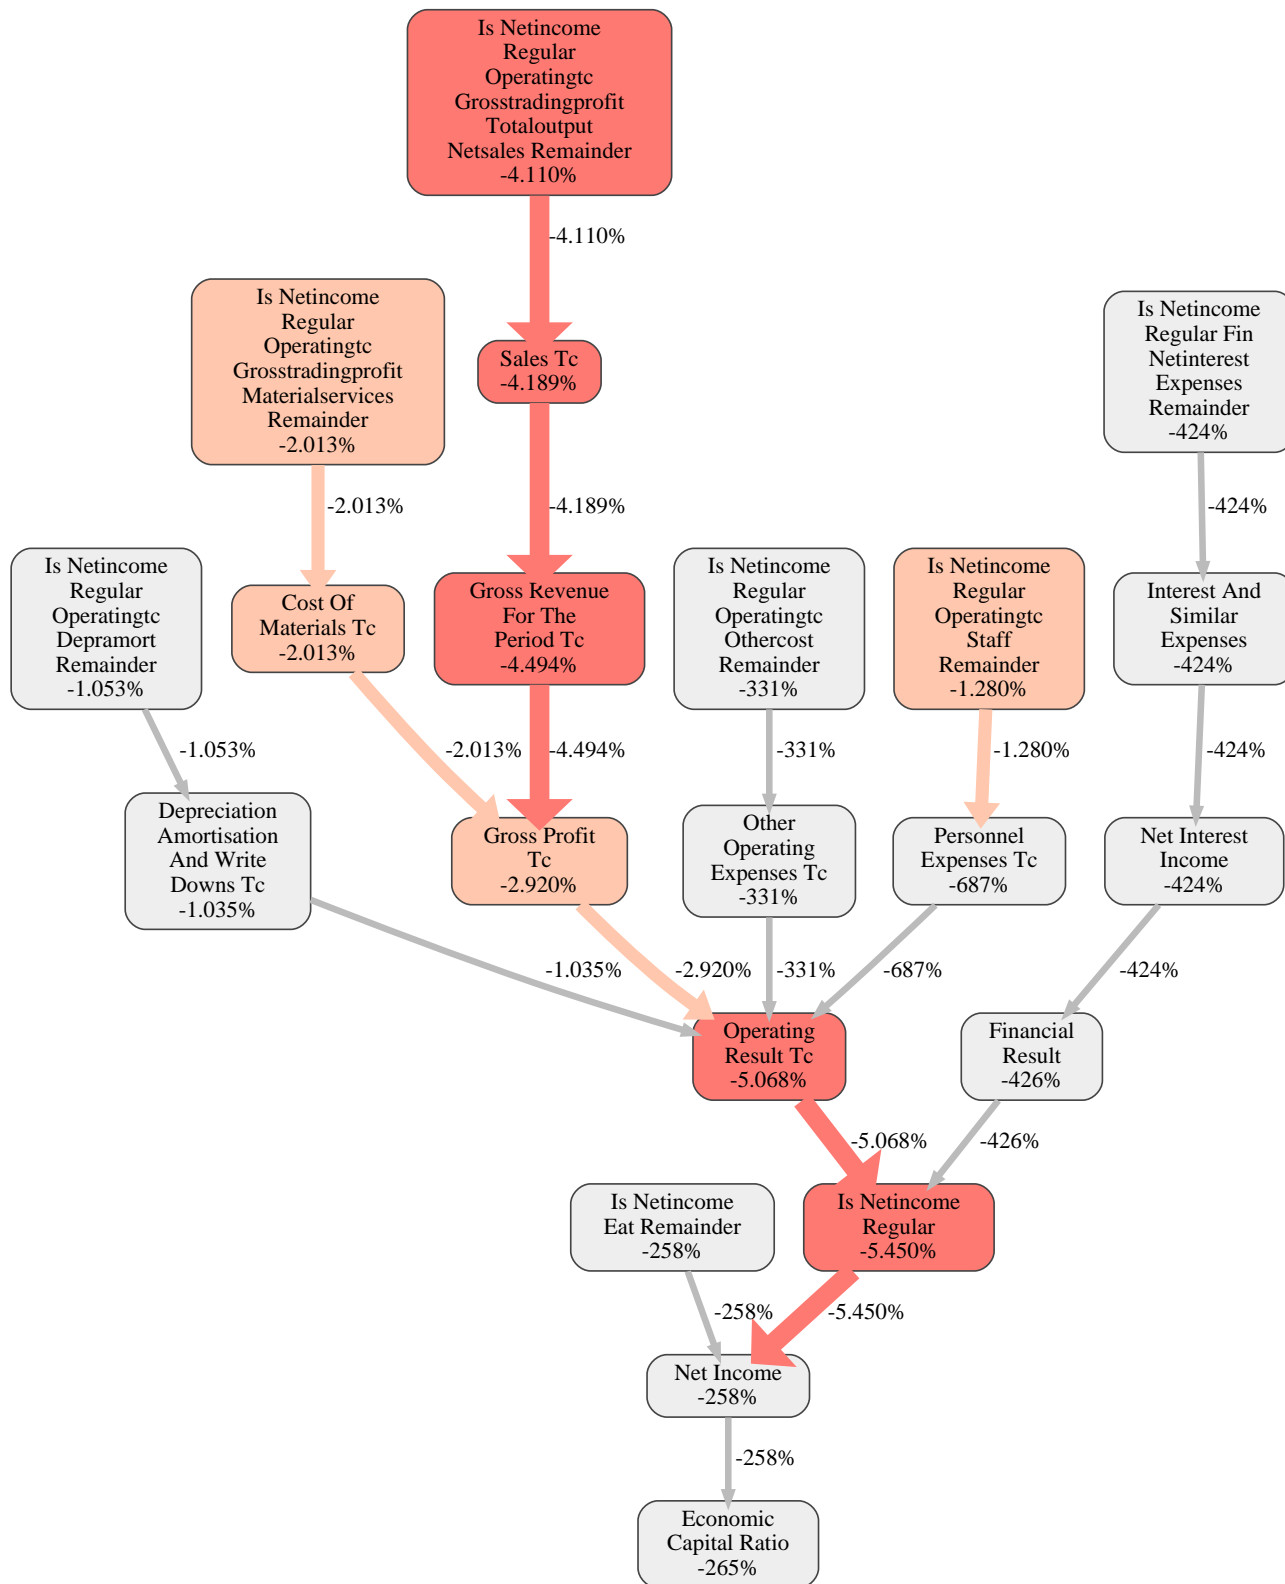 Is Netincome
Regular
Operatingtc
Grosstradingprofit
Totaloutput
Netsales Remainder
-4.110%
-4.110%
Is Netincome
Regular
Operatingtc
Grosstradingprofit
Materialservices
Remainder
-2.013%
Sales Tc
-4.189%
Is Netincome
Regular Fin
Netinterest
Expenses
Remainder
-424%
-2.013%
-4.189%
-424%
Is Netincome
Regular
Operatingtc
Depramort
Remainder
-1.053%
Cost Of
Materials Tc
-2.013%
Gross Revenue
For The
Period Tc
-4.494%
Is Netincome
Regular
Operatingtc
Othercost
Remainder
-331%
Is Netincome
Regular
Operatingtc
Staff
Remainder
-1.280%
Interest And
Similar
Expenses
-424%
-1.053%
-2.013%
-4.494%
-331%
-1.280%
-424%
Depreciation
Amortisation
And Write
Downs Tc
-1.035%
Gross Profit
Tc
-2.920%
Other
Operating
Expenses Tc
-331%
Personnel
Expenses Tc
-687%
Net Interest
Income
-424%
-1.035%
-2.920%
-331%
-687%
-424%
Operating
Result Tc
-5.068%
Financial
Result
-426%
-5.068%
-426%
Is Netincome
Eat Remainder
-258%
Is Netincome
Regular
-5.450%
-258%
-5.450%
Net Income
-258%
-258%
Economic
Capital Ratio
-265%